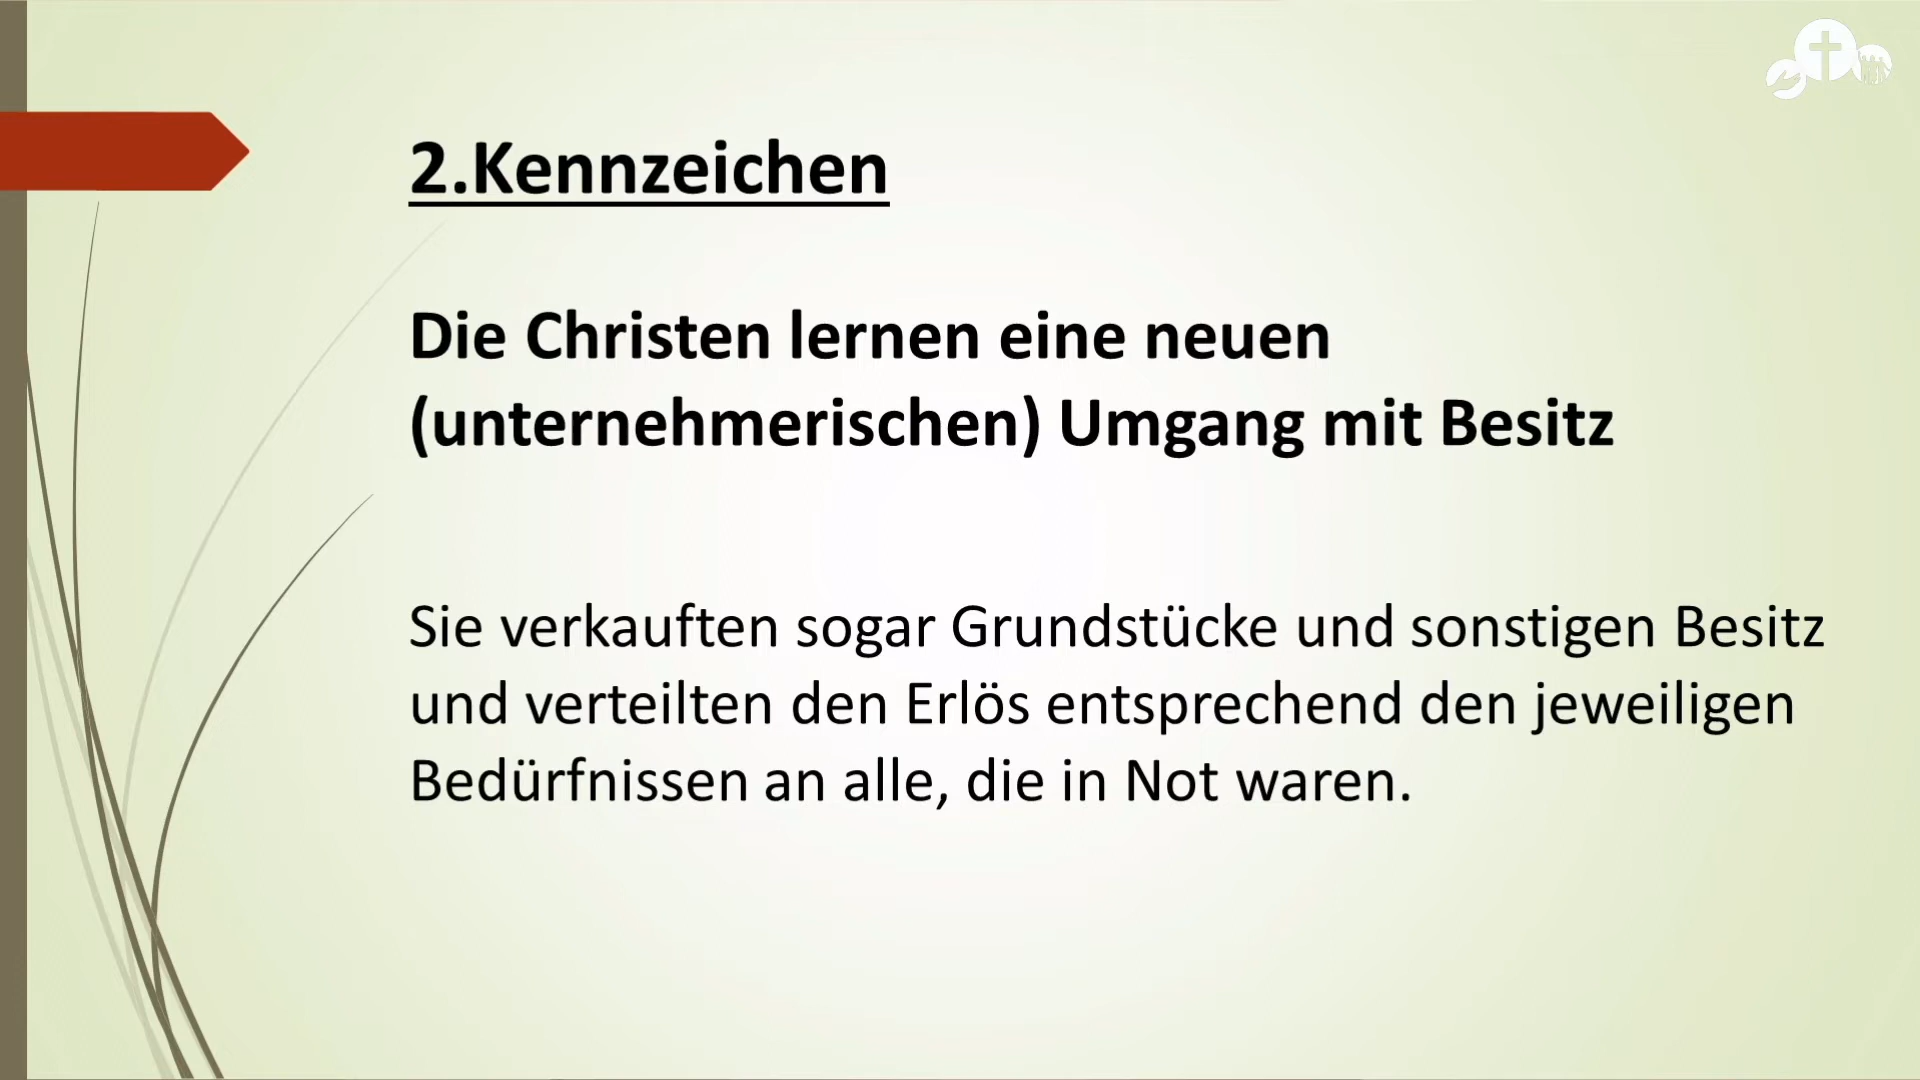 2.Kennzeichen
Die Christen lernen eine neuen
(unternehmerischen) Umgang mit Besitz
Sie verkauften sogar Grundstücke und sonstigen Besitz
und verteilten den Erlös entsprechend den jeweiligen
Bedürfnissen an alle, die in Not waren.